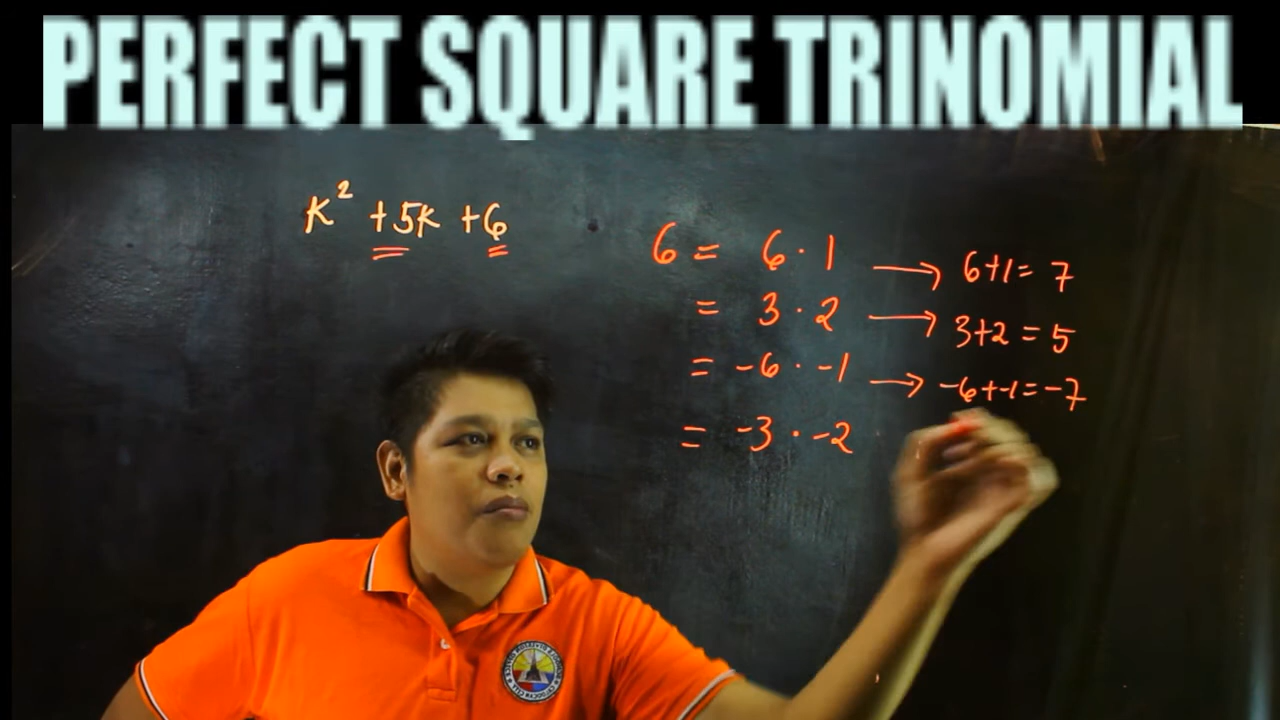 PERFECT SQUARE TRINOMIAL
k² +5k +6
6 = 6 · 1 → 6+1= 7
= 3 · 2 → 3+2 = 5
= -6 · -1 → -6+-1=-7
= -3 · -2